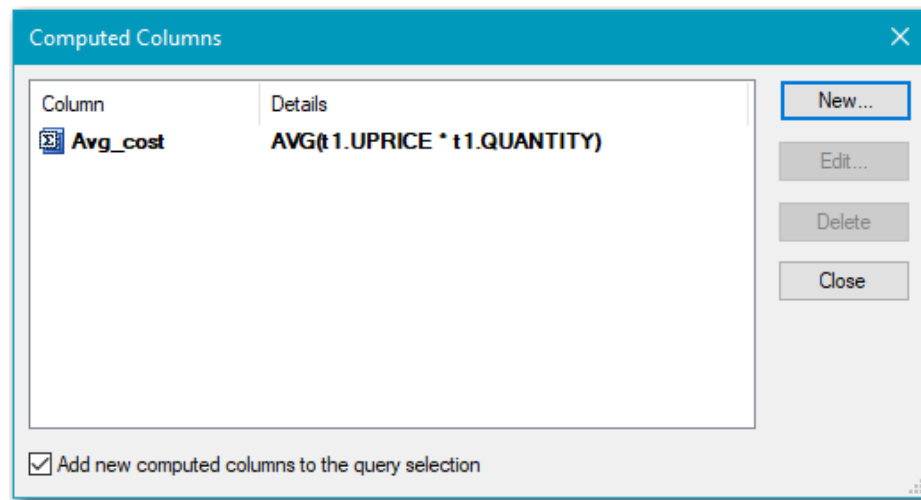 Computed Columns
Column Details
Avg_cost AVG(t1.UPRICE * t1.QUANTITY)
New...
Edit...
Delete
Close
Add new computed columns to the query selection